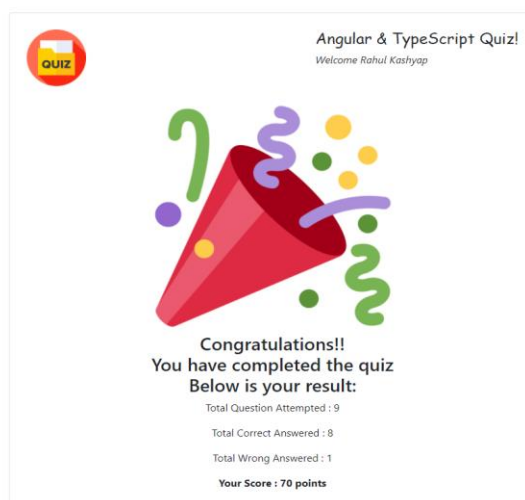 QUIZ
Angular & TypeScript Quiz!
Welcome Rahul Kashyap
Congratulations!!
You have completed the quiz
Below is your result:
Total Question Attempted : 9
Total Correct Answered : 8
Total Wrong Answered : 1
Your Score : 70 points